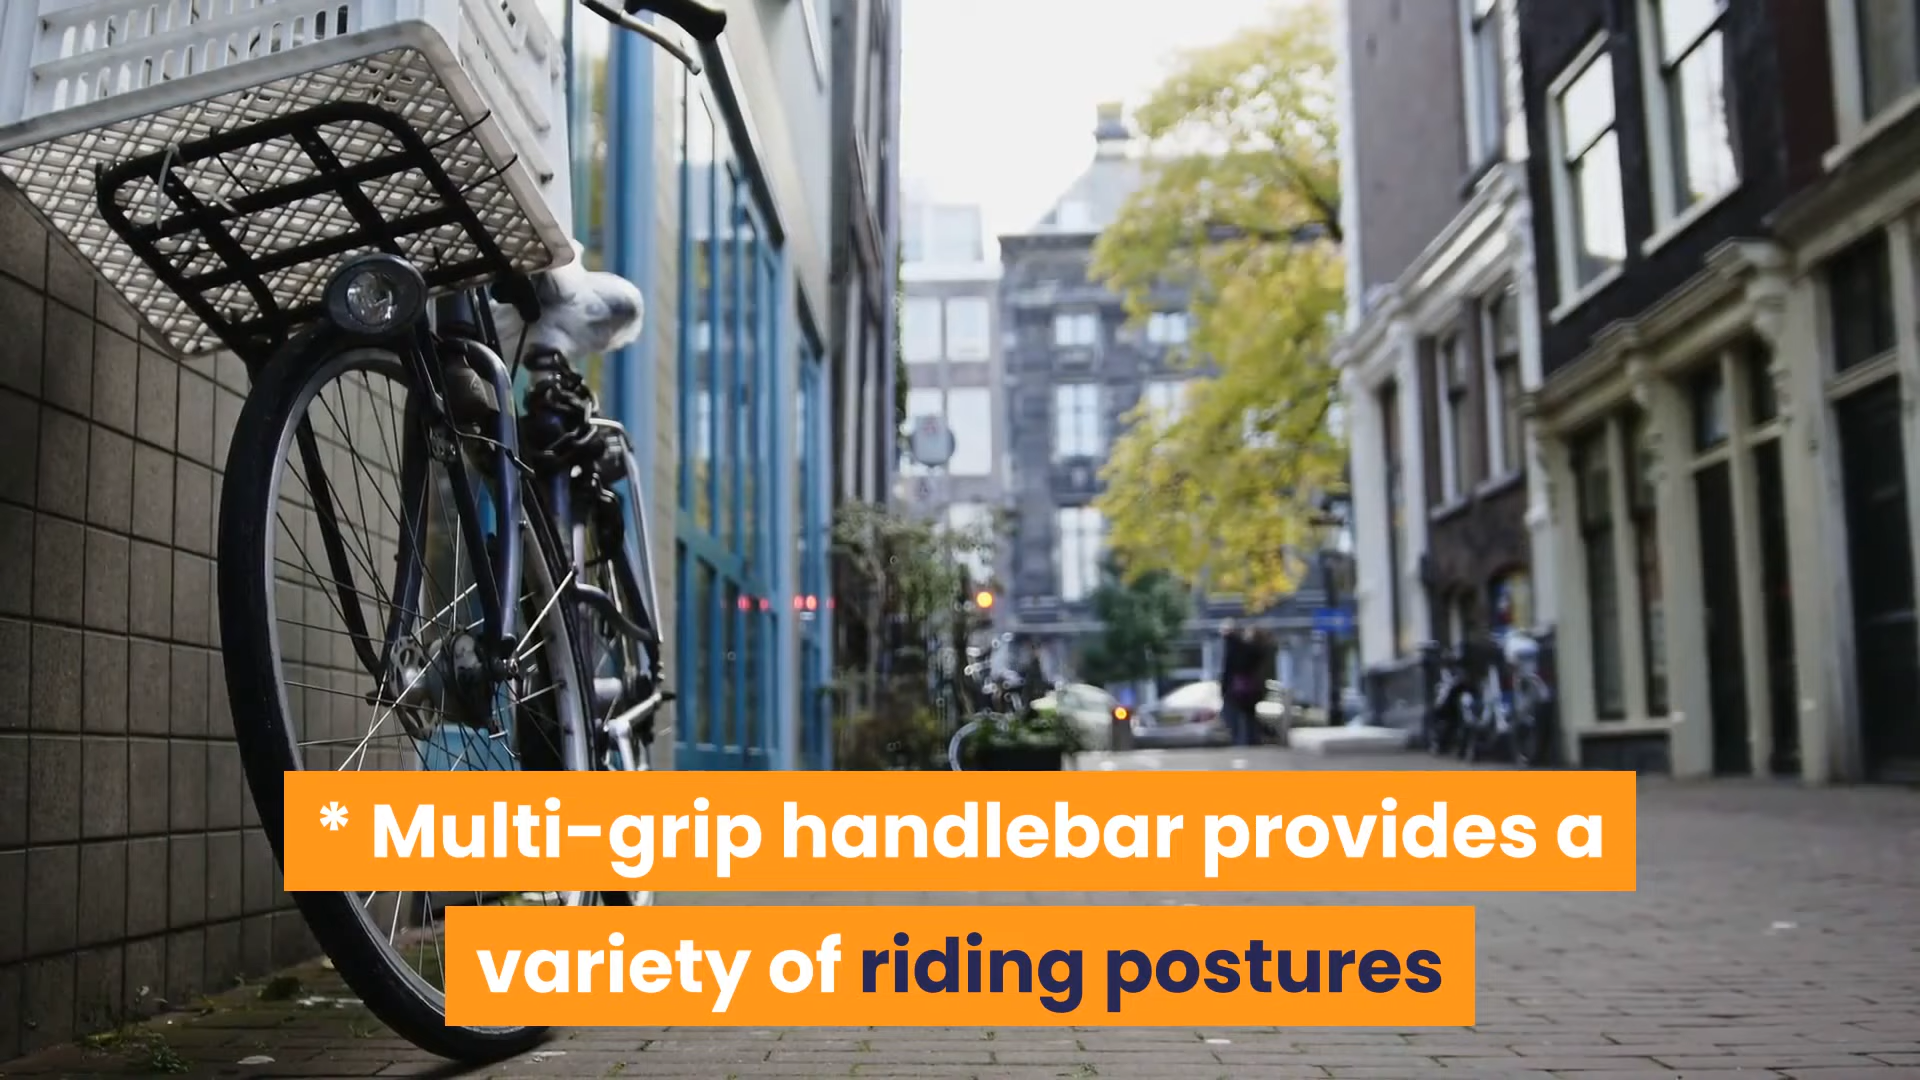 * Multi-grip handlebar provides a
variety of riding postures